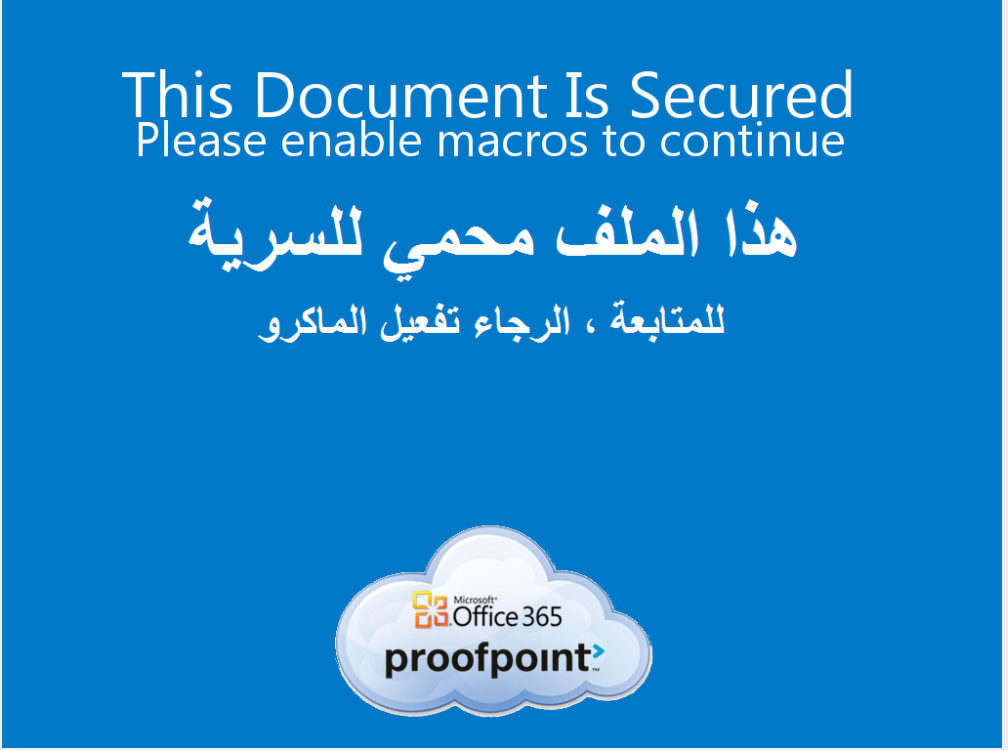 This Document Is Secured
Please enable macros to continue
هذا الملف محمي للسرية
للمتابعة ، الرجاء تفعيل الماكرو
Microsoft®
Office 365
proofpoint™